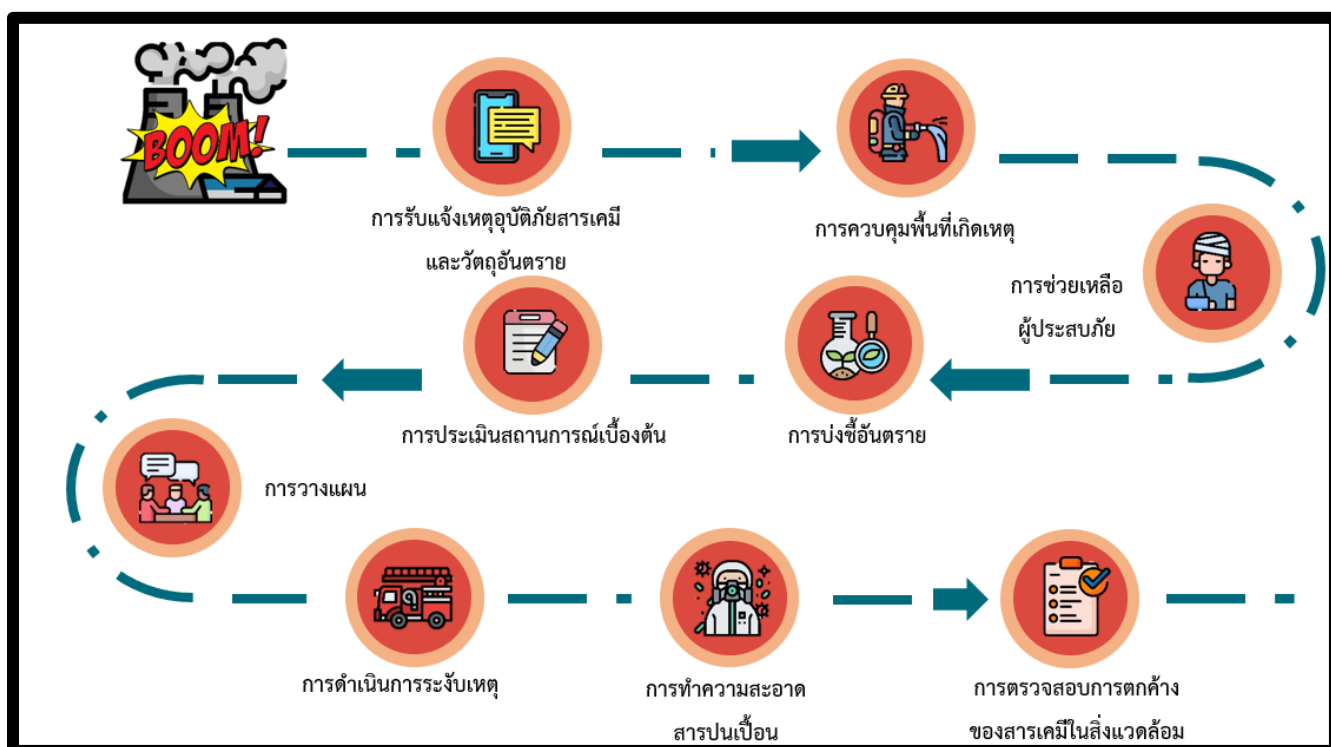 BOOM!
การรับแจ้งเหตุอุบัติภัยสารเคมี
และวัตถุอันตราย
การควบคุมพื้นที่เกิดเหตุ
การช่วยเหลือ
ผู้ประสบภัย
การบ่งชี้อันตราย
การประเมินสถานการณ์เบื้องต้น
การวางแผน
การดำเนินการระงับเหตุ
การทำความสะอาด
สารปนเปื้อน
การตรวจสอบการตกค้าง
ของสารเคมีในสิ่งแวดล้อม